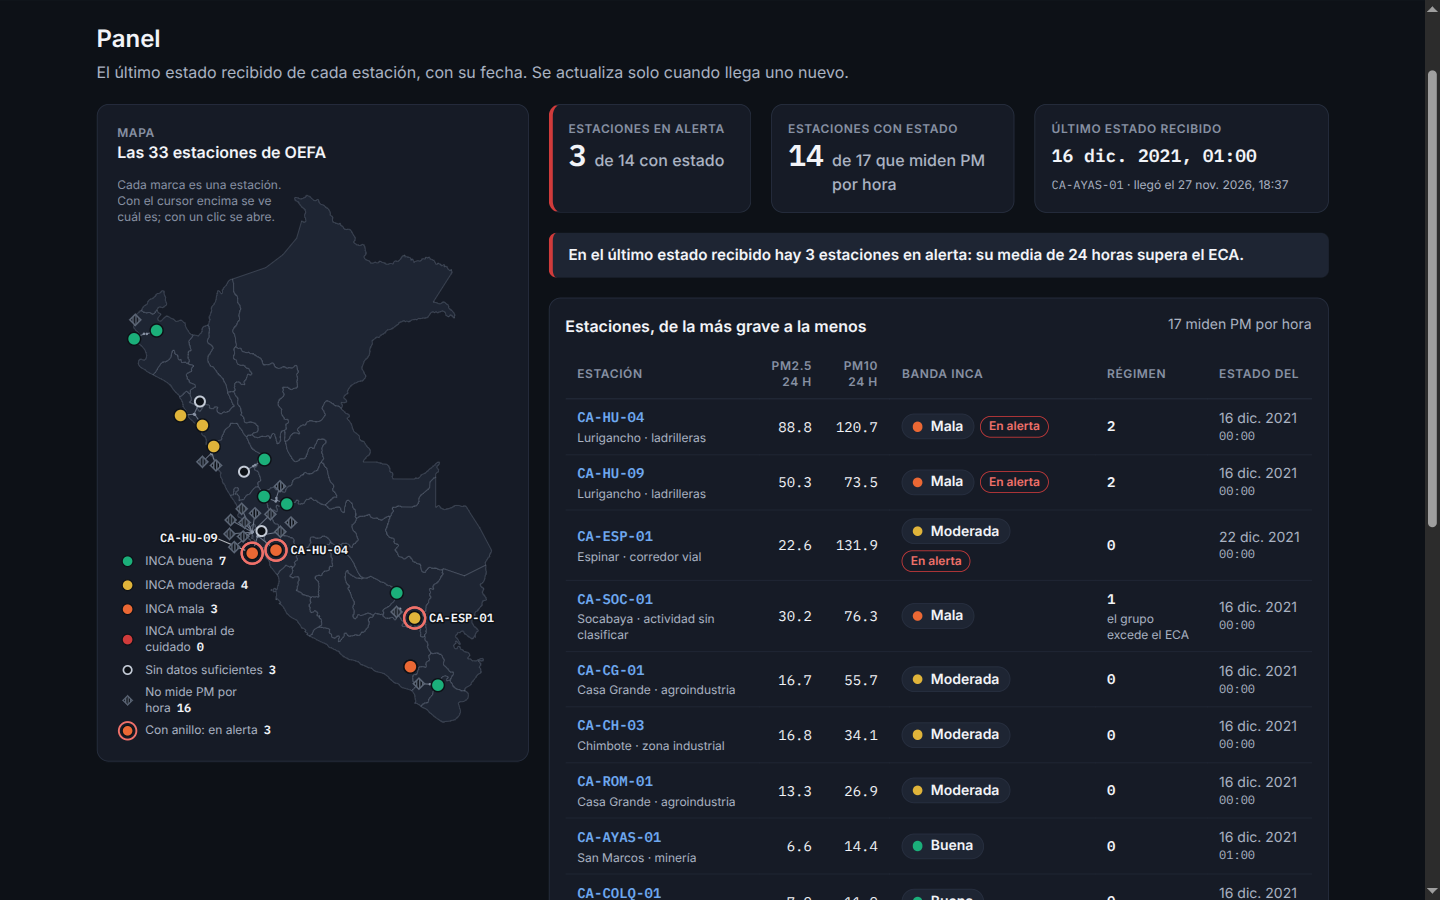 Panel
El último estado recibido de cada estación, con su fecha. Se actualiza solo cuando llega uno nuevo.
MAPA
Las 33 estaciones de OEFA
Cada marca es una estación.
Con el cursor encima se ve
cuál es; con un clic se abre.
CA-HU-09
CA-HU-04
CA-ESP-01
INCA buena 7
INCA moderada 4
INCA mala 3
INCA umbral de
cuidado 0
Sin datos suficientes 3
No mide PM por
hora 16
Con anillo: en alerta 3
ESTACIONES EN ALERTA
3 de 14 con estado
ESTACIONES CON ESTADO
14 de 17 que miden PM
por hora
ÚLTIMO ESTADO RECIBIDO
16 dic. 2021, 01:00
CA-AYAS-01 · llegó el 27 nov. 2026, 18:37
En el último estado recibido hay 3 estaciones en alerta: su media de 24 horas supera el ECA.
Estaciones, de la más grave a la menos
17 miden PM por hora
ESTACIÓN PM2.5 24 H PM10 24 H BANDA INCA RÉGIMEN ESTADO DEL
CA-HU-04 88.8 120.7 Mala En alerta 2 16 dic. 2021
Lurigancho · ladrilleras 00:00
CA-HU-09 50.3 73.5 Mala En alerta 2 16 dic. 2021
Lurigancho · ladrilleras 00:00
CA-ESP-01 22.6 131.9 Moderada 0 22 dic. 2021
Espinar · corredor vial En alerta 00:00
CA-SOC-01 30.2 76.3 Mala 1 16 dic. 2021
Socabaya · actividad sin el grupo 00:00
clasificar excede el ECA
CA-CG-01 16.7 55.7 Moderada 0 16 dic. 2021
Casa Grande · agroindustria 00:00
CA-CH-03 16.8 34.1 Moderada 0 16 dic. 2021
Chimbote · zona industrial 00:00
CA-ROM-01 13.3 26.9 Moderada 0 16 dic. 2021
Casa Grande · agroindustria 00:00
CA-AYAS-01 6.6 14.4 Buena 0 16 dic. 2021
San Marcos · minería 01:00
CA-COLQ-01 Buena 16 dic. 2021